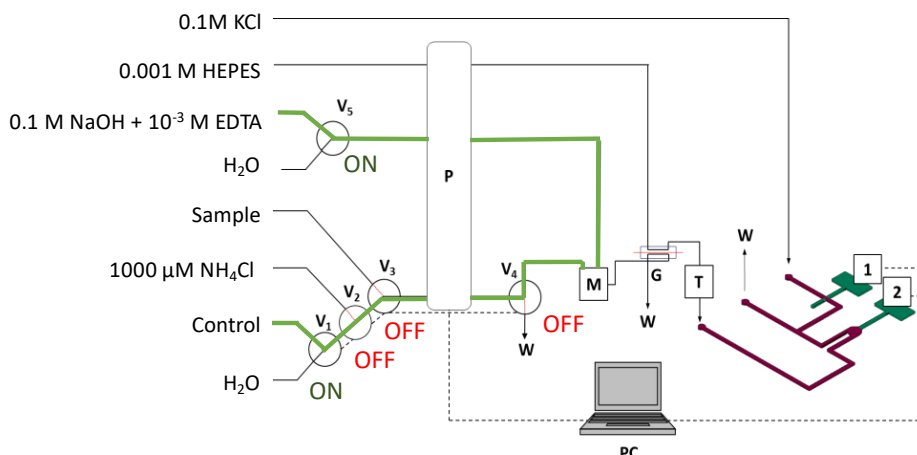 0.1M KCl
0.001 M HEPES
V5
0.1 M NaOH + 10-3 M EDTA
H2O
ON
P
Sample
1000 µM NH4Cl
V3
V2
V4
Control
V1
OFF
OFF
OFF
H2O
ON
W
M
G
W
T
W
1
2
PC